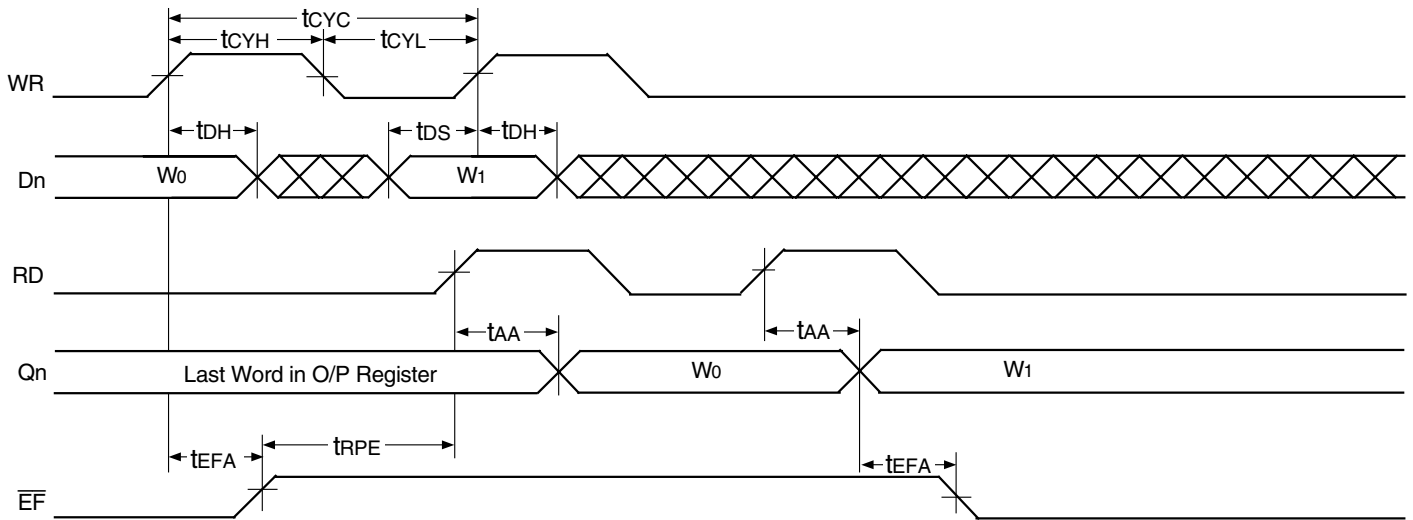 tCYC
tCYH tCYL
WR
tDH tDS tDH
Dn W0 W1
RD
tAA tAA
Qn Last Word in O/P Register W0 W1
tEFA tRPE tEFA
EF